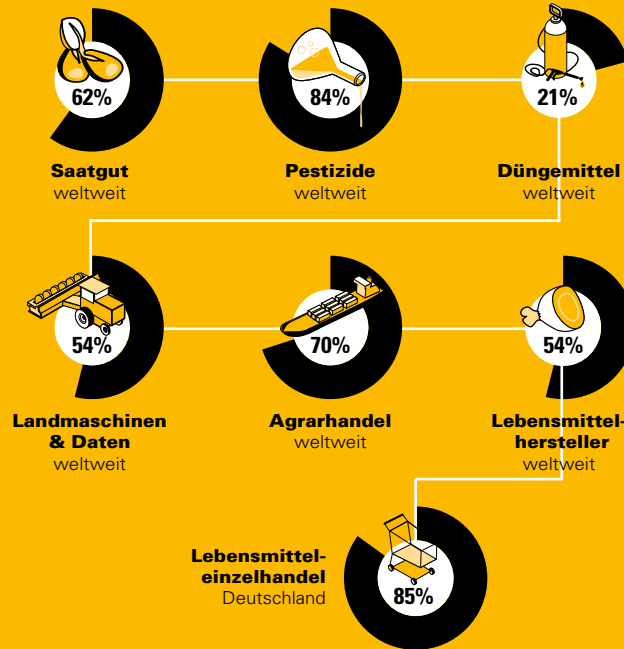 62%
Saatgut
weltweit
84%
Pestizide
weltweit
21%
Düngemittel
weltweit
54%
Landmaschinen
& Daten
weltweit
70%
Agrarhandel
weltweit
54%
Lebensmittel-
hersteller
weltweit
Lebensmittel-
einzelhandel
Deutschland
85%